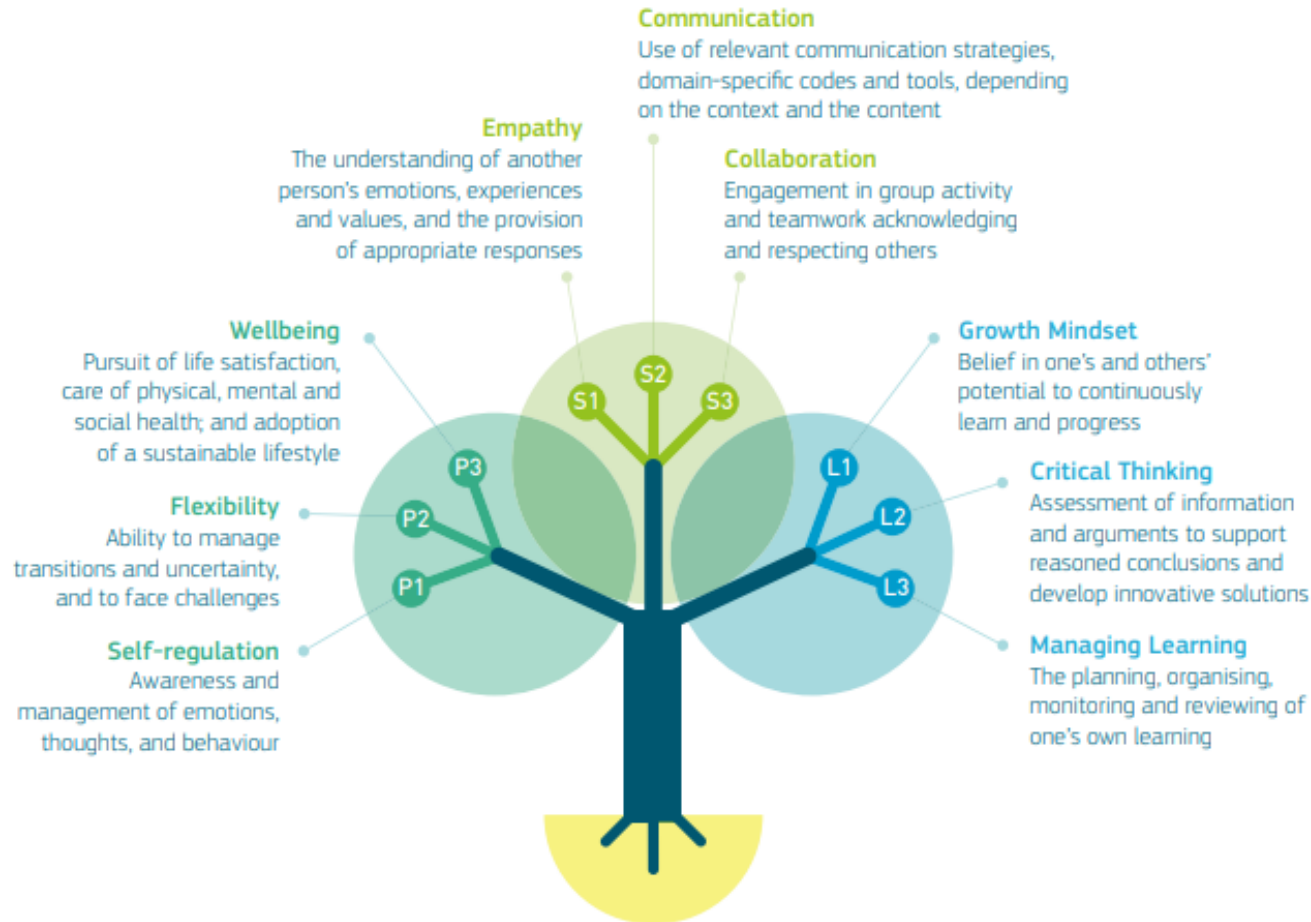 Communication
Use of relevant communication strategies,
domain-specific codes and tools, depending
on the context and the content
Empathy
The understanding of another
person's emotions, experiences
and values, and the provision
of appropriate responses
Collaboration
Engagement in group activity
and teamwork acknowledging
and respecting others
Wellbeing
Pursuit of life satisfaction,
care of physical, mental and
social health; and adoption
of a sustainable lifestyle
Flexibility
Ability to manage
transitions and uncertainty,
and to face challenges
Self-regulation
Awareness and
management of emotions,
thoughts, and behaviour
P3
P2
P1
S1
S2
S3
L1
L2
L3
Growth Mindset
Belief in one's and others'
potential to continuously
learn and progress
Critical Thinking
Assessment of information
and arguments to support
reasoned conclusions and
develop innovative solutions
Managing Learning
The planning, organising,
monitoring and reviewing of
one's own learning